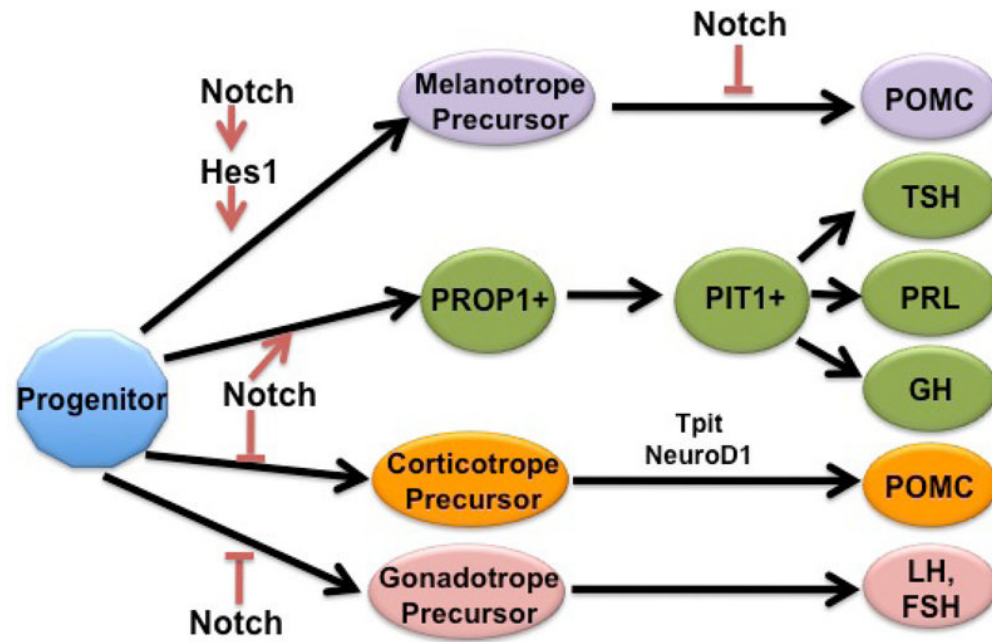 Notch
Notch
Hes1
Melanotrope
Precursor
POMC
TSH
PROP1+
PIT1+
PRL
Progenitor
Notch
GH
Tpit
NeuroD1
Corticotrope
Precursor
POMC
Gonadotrope
Precursor
LH,
FSH
Notch